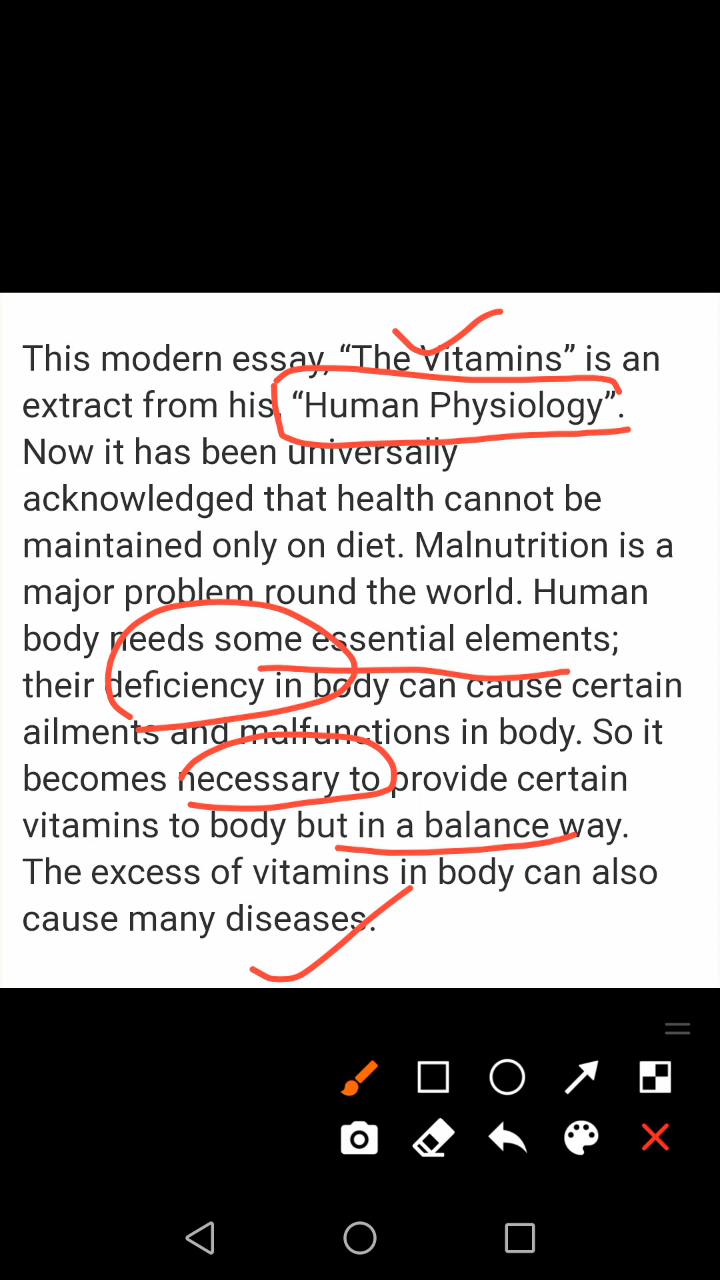 This modern essay, “The Vitamins” is an
extract from his, “Human Physiology”.
Now it has been universally
acknowledged that health cannot be
maintained only on diet. Malnutrition is a
major problem round the world. Human
body needs some essential elements;
their deficiency in body can cause certain
ailments and malfunctions in body. So it
becomes necessary to provide certain
vitamins to body but in a balance way.
The excess of vitamins in body can also
cause many diseases.